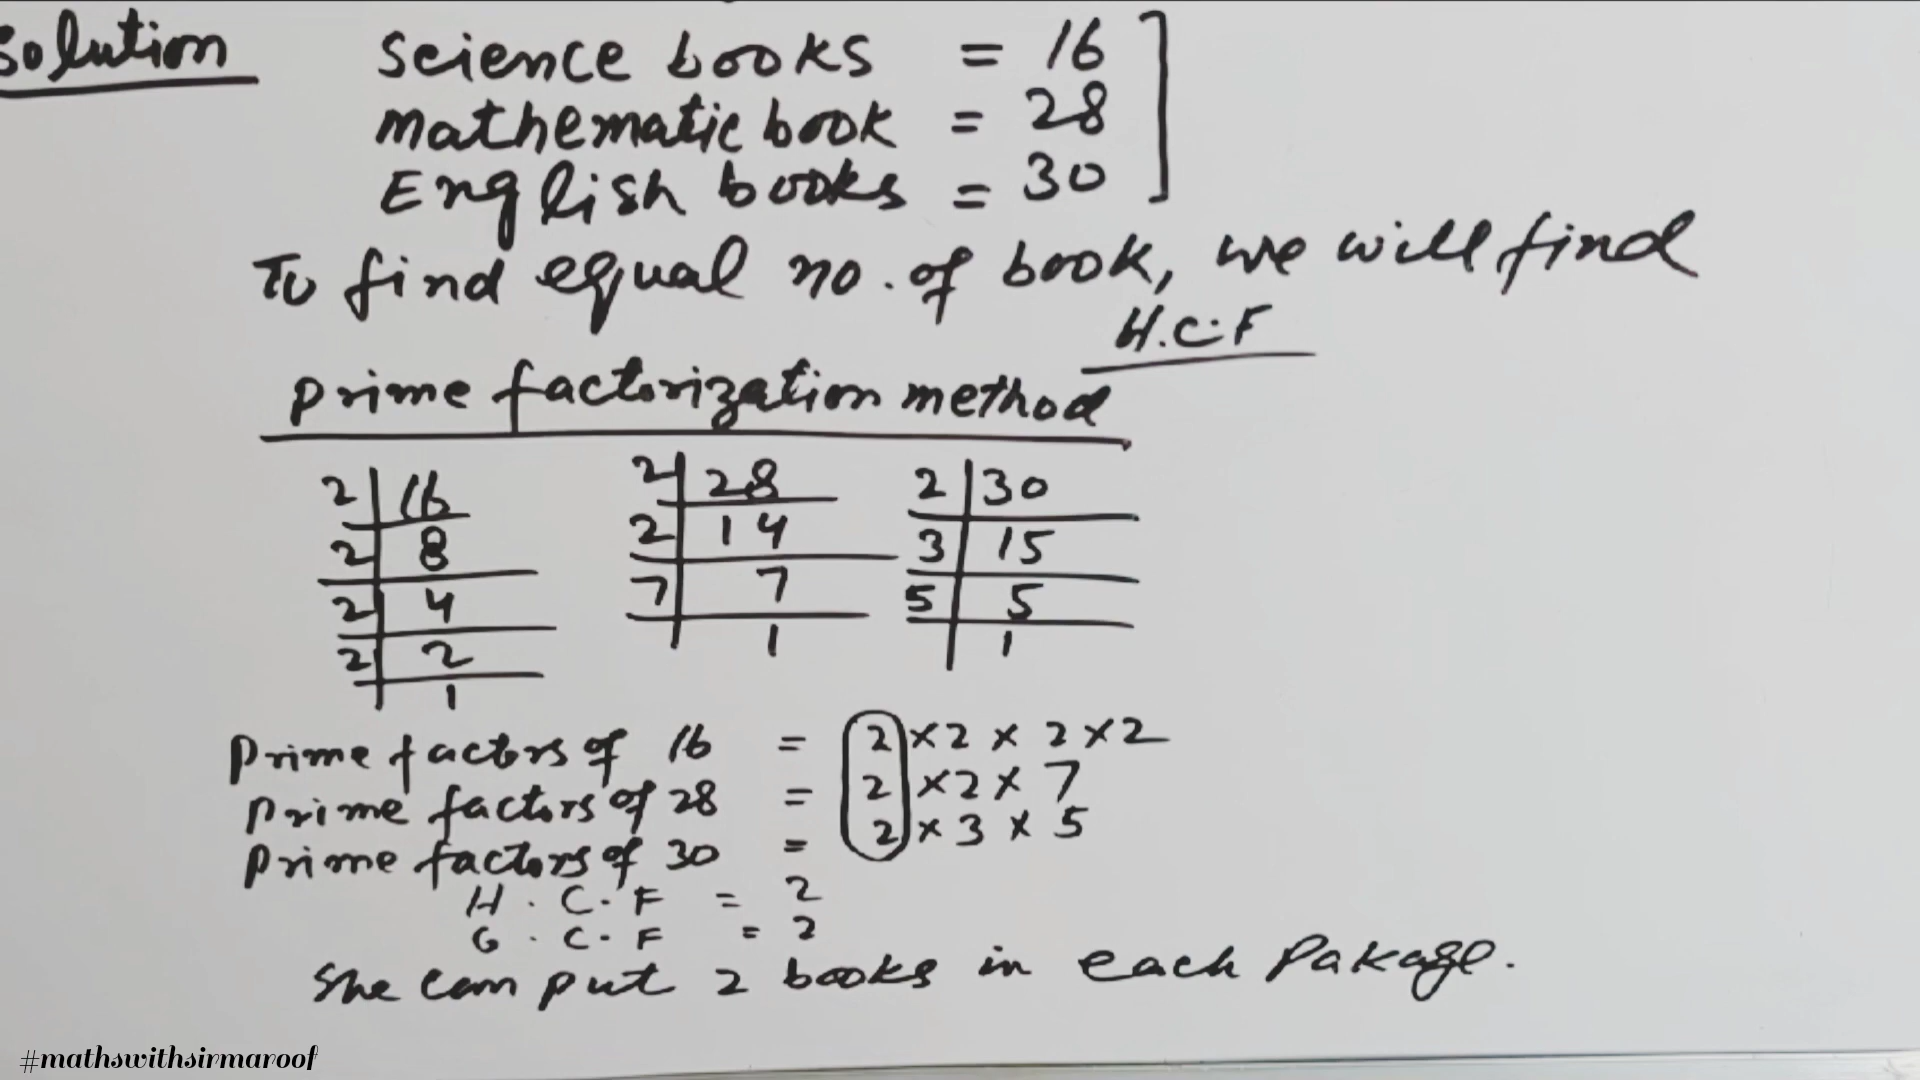 Solution
Science books = 16
mathematic book = 28
English books = 30
To find equal no. of book, we will find
H.C.F
Prime factorization method
2 | 16
2 | 8
2 | 4
2 | 2
1
2 | 28
2 | 14
7 | 7
1
2 | 30
3 | 15
5 | 5
1
Prime factors of 16 = 2 × 2 × 2 × 2
Prime factors of 28 = 2 × 2 × 7
Prime factors of 30 = 2 × 3 × 5
H.C.F = 2
G.C.F = 2
She can put 2 books in each Pakage.
#mathswithsirmaroof